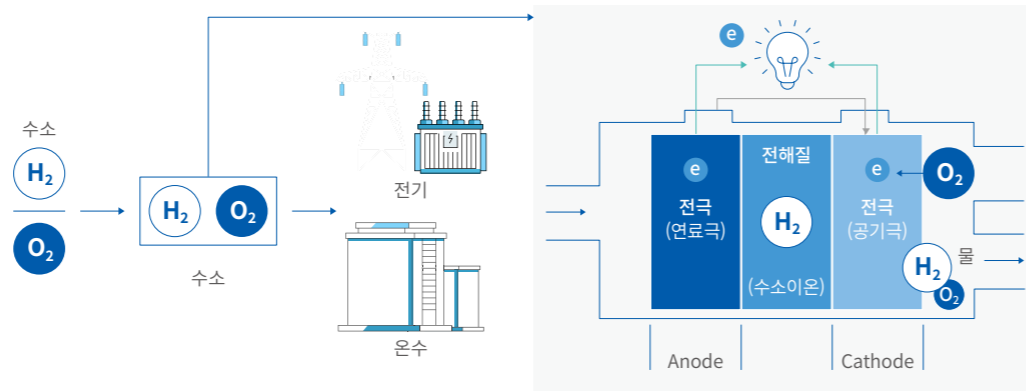 수소
H2
O2
H2
O2
수소
전기
온수
e
e
전극
(연료극)
전해질
H2
(수소이온)
e
전극
(공기극)
O2
H2
O2
물
Anode
Cathode